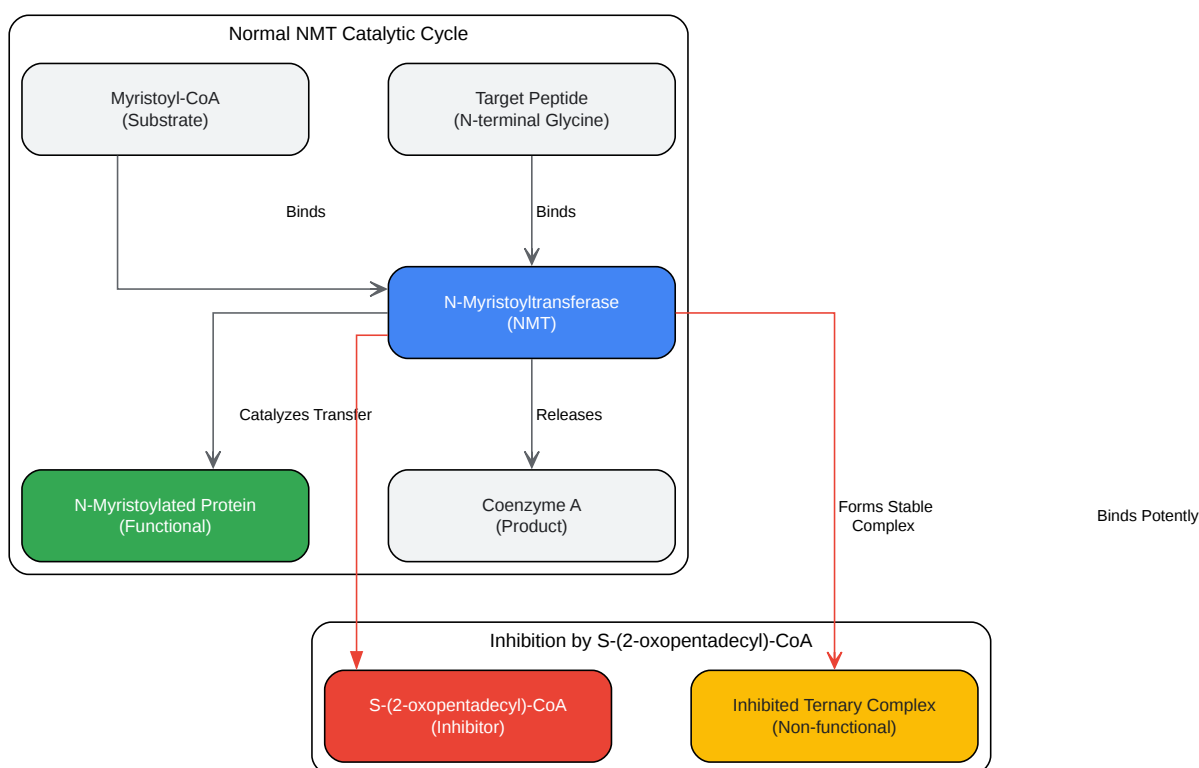 Normal NMT Catalytic Cycle
Myristoyl-CoA
(Substrate)
Target Peptide
(N-terminal Glycine)
Binds
Binds
N-Myristoyltransferase
(NMT)
Catalyzes Transfer
Releases
N-Myristoylated Protein
(Functional)
Coenzyme A
(Product)
Forms Stable
Complex
Binds Potently
Inhibition by S-(2-oxopentadecyl)-CoA
S-(2-oxopentadecyl)-CoA
(Inhibitor)
Inhibited Ternary Complex
(Non-functional)